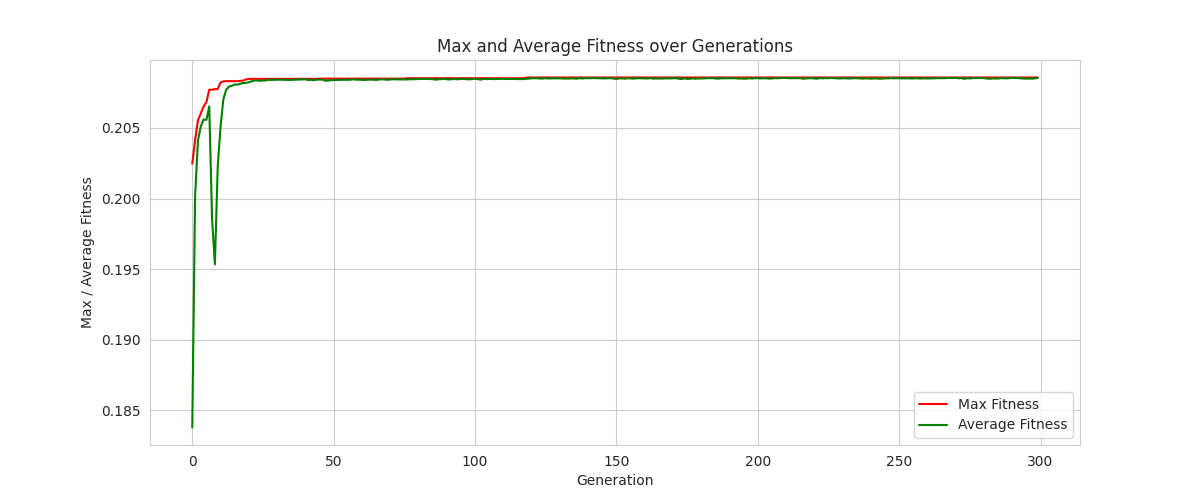 Max and Average Fitness over Generations
Max / Average Fitness
0.205
0.200
0.195
0.190
0.185
0
50
100
150
200
250
300
Generation
Max Fitness
Average Fitness